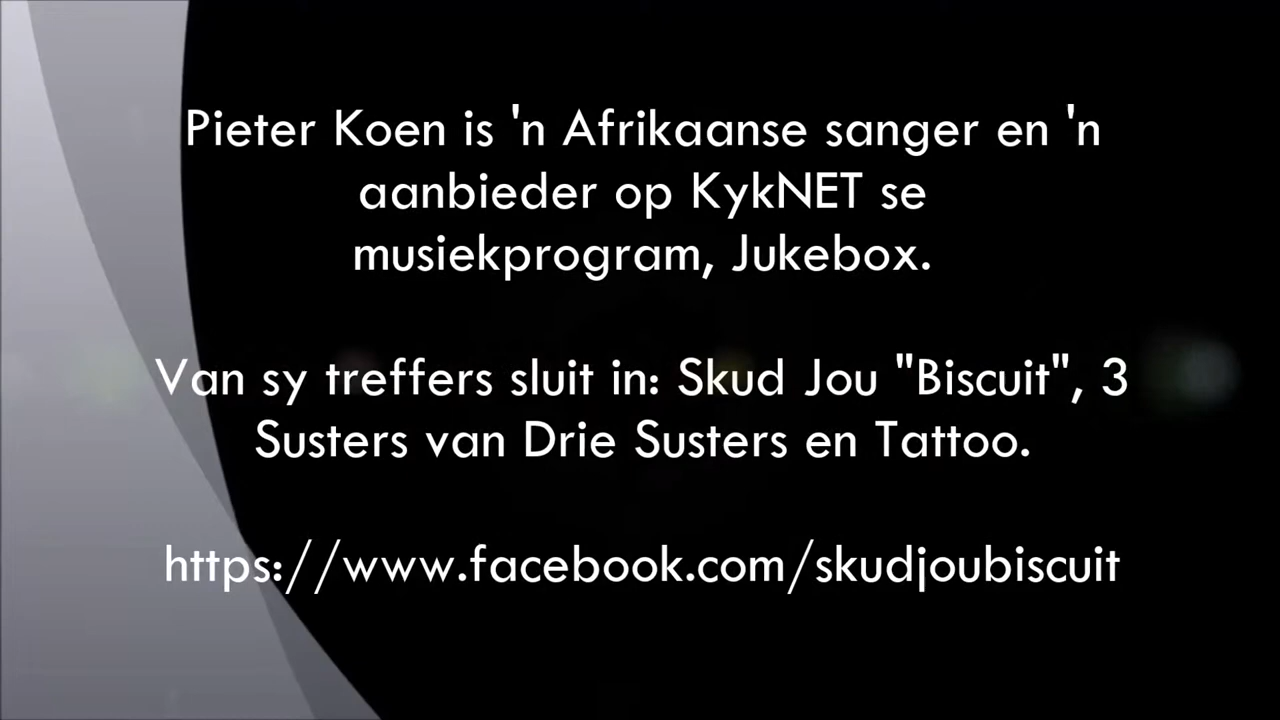 Pieter Koen is 'n Afrikaanse sanger en 'n
aanbieder op KykNET se
musiekprogram, Jukebox.
Van sy treffers sluit in: Skud Jou "Biscuit", 3
Susters van Drie Susters en Tattoo.
https://www.facebook.com/skudjoubiscuit